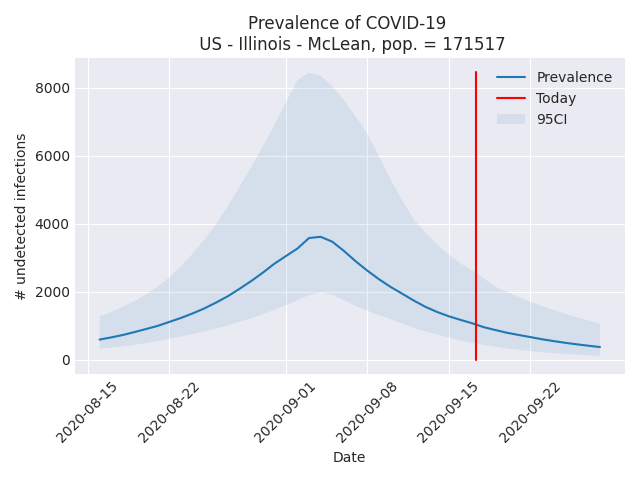 Prevalence of COVID-19
US - Illinois - McLean, pop. = 171517
# undetected infections
8000
6000
4000
2000
0
Prevalence
Today
95CI
2020-08-15
2020-08-22
2020-09-01
2020-09-08
2020-09-15
2020-09-22
Date